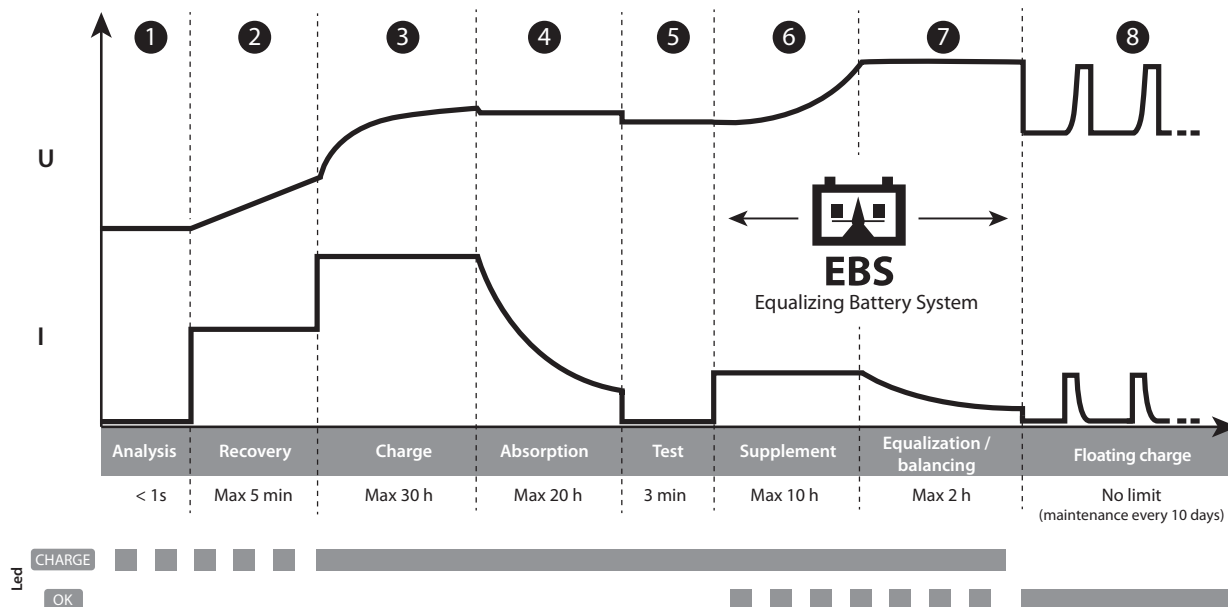 1 2 3 4 5 6 7 8
U
EBS
Equalizing Battery System
I
Analysis Recovery Charge Absorption Test Supplement Equalization / balancing Floating charge
< 1s Max 5 min Max 30 h Max 20 h 3 min Max 10 h Max 2 h No limit
(maintenance every 10 days)
Led
CHARGE
OK